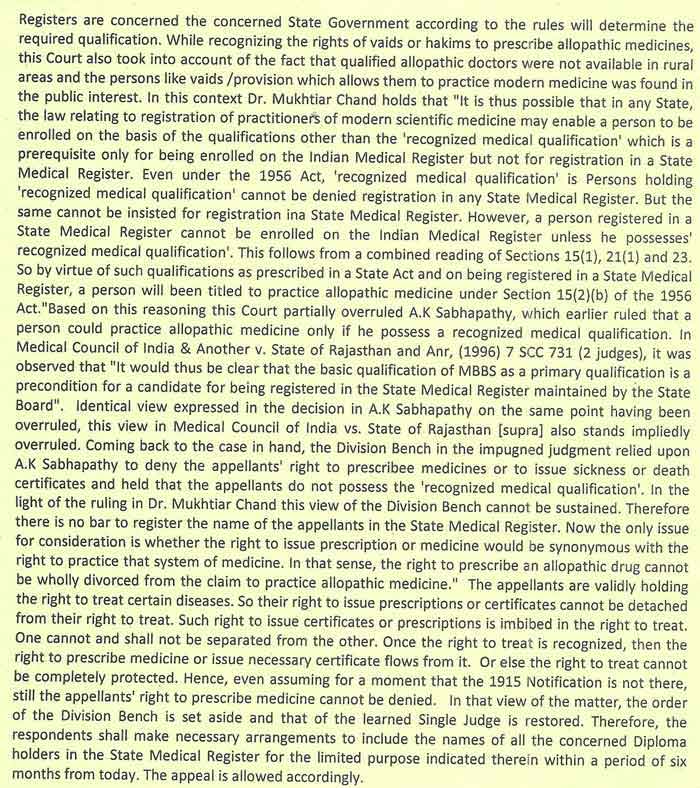 Registers are concerned the concerned State Government according to the rules will determine the
required qualification. While recognizing the rights of vaids or hakims to prescribe allopathic medicines,
this Court also took into account of the fact that qualified allopathic doctors were not available in rural
areas and the persons like vaids /provision which allows them to practice modern medicine was found in
the public interest. In this context Dr. Mukhtiar Chand holds that "It is thus possible that in any State,
the law relating to registration of practitioners of modern scientific medicine may enable a person to be
enrolled on the basis of the qualifications other than the 'recognized medical qualification' which is a
prerequisite only for being enrolled on the Indian Medical Register but not for registration in a State
Medical Register. Even under the 1956 Act, 'recognized medical qualification' is Persons holding
'recognized medical qualification' cannot be denied registration in any State Medical Register. But the
same cannot be insisted for registration ina State Medical Register. However, a person registered in a
State Medical Register cannot be enrolled on the Indian Medical Register unless he possesses'
recognized medical qualification'. This follows from a combined reading of Sections 15(1), 21(1) and 23.
So by virtue of such qualifications as prescribed in a State Act and on being registered in a State Medical
Register, a person will been titled to practice allopathic medicine under Section 15(2)(b) of the 1956
Act."Based on this reasoning this Court partially overruled A.K Sabhapathy, which earlier ruled that a
person could practice allopathic medicine only if he possess a recognized medical qualification. In
Medical Council of India & Another v. State of Rajasthan and Anr, (1996) 7 SCC 731 (2 judges), it was
observed that "It would thus be clear that the basic qualification of MBBS as a primary qualification is a
precondition for a candidate for being registered in the State Medical Register maintained by the State
Board". Identical view expressed in the decision in A.K Sabhapathy on the same point having been
overruled, this view in Medical Council of India vs. State of Rajasthan [supra] also stands impliedly
overruled. Coming back to the case in hand, the Division Bench in the impugned judgment relied upon
A.K Sabhapathy to deny the appellants' right to prescribee medicines or to issue sickness or death
certificates and held that the appellants do not possess the 'recognized medical qualification'. In the
light of the ruling in Dr. Mukhtiar Chand this view of the Division Bench cannot be sustained. Therefore
there is no bar to register the name of the appellants in the State Medical Register. Now the only issue
for consideration is whether the right to issue prescription or medicine would be synonymous with the
right to practice that system of medicine. In that sense, the right to prescribe an allopathic drug cannot
be wholly divorced from the claim to practice allopathic medicine." The appellants are validly holding
the right to treat certain diseases. So their right to issue prescriptions or certificates cannot be detached
from their right to treat. Such right to issue certificates or prescriptions is imbibed in the right to treat.
One cannot and shall not be separated from the other. Once the right to treat is recognized, then the
right to prescribe medicine or issue necessary certificate flows from it. Or else the right to treat cannot
be completely protected. Hence, even assuming for a moment that the 1915 Notification is not there,
still the appellants' right to prescribe medicine cannot be denied. In that view of the matter, the order
of the Division Bench is set aside and that of the learned Single Judge is restored. Therefore, the
respondents shall make necessary arrangements to include the names of all the concerned Diploma
holders in the State Medical Register for the limited purpose indicated therein within a period of six
months from today. The appeal is allowed accordingly.